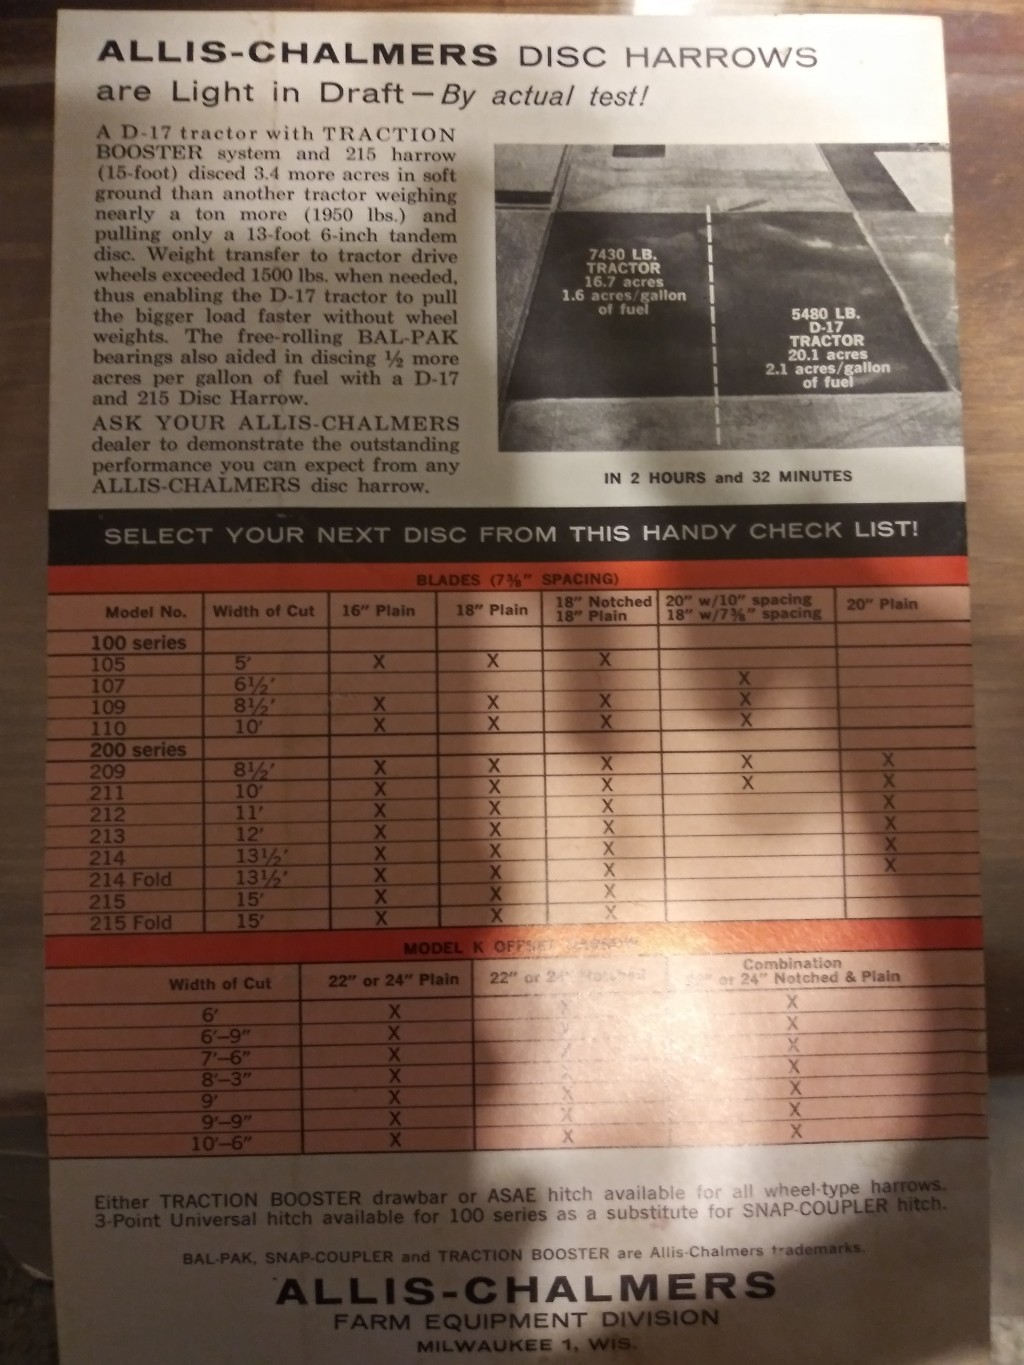 ALLIS-CHALMERS DISC HARROWS
are Light in Draft — By actual test!
A D-17 tractor with TRACTION
BOOSTER system and 215 harrow
(15-foot) disced 3.4 more acres in soft
ground than another tractor weighing
nearly a ton more (1950 lbs.) and
pulling only a 13-foot 6-inch tandem
disc. Weight transfer to tractor drive
wheels exceeded 1500 lbs. when needed,
thus enabling the D-17 tractor to pull
the bigger load faster without wheel
weights. The free-rolling BAL-PAK
bearings also aided in discing ½ more
acres per gallon of fuel with a D-17
and 215 Disc Harrow.
ASK YOUR ALLIS-CHALMERS
dealer to demonstrate the outstanding
performance you can expect from any
ALLIS-CHALMERS disc harrow.
7430 LB.
TRACTOR
16.7 acres
1.6 acres/gallon
of fuel
5480 LB.
D-17
TRACTOR
20.1 acres
2.1 acres/gallon
of fuel
IN 2 HOURS and 32 MINUTES
SELECT YOUR NEXT DISC FROM THIS HANDY CHECK LIST!
BLADES (7⅜" SPACING)
Model No. Width of Cut 16" Plain 18" Plain 18" Notched 18" Plain 20" w/10" spacing 18" w/7⅜" spacing 20" Plain
100 series
105 5' X X X
107 6½' X
109 8½' X X X X
110 10' X X X X
200 series
209 8½' X X X X X
211 10' X X X X X
212 11' X X X X
213 12' X X X X
214 13½' X X X X
214 Fold 13½' X X X X
215 15' X X X
215 Fold 15' X X X
MODEL K OFFSET
Width of Cut 22" or 24" Plain 22" or 24" Notched Combination or 24" Notched & Plain
6' X X X
6'–9" X X X
7'–6" X X X
8'–3" X X X
9' X X X
9'–9" X X X
10'–6" X X X
Either TRACTION BOOSTER drawbar or ASAE hitch available for all wheel-type harrows.
3-Point Universal hitch available for 100 series as a substitute for SNAP-COUPLER hitch.
BAL-PAK, SNAP-COUPLER and TRACTION BOOSTER are Allis-Chalmers trademarks.
ALLIS-CHALMERS
FARM EQUIPMENT DIVISION
MILWAUKEE 1, WIS.